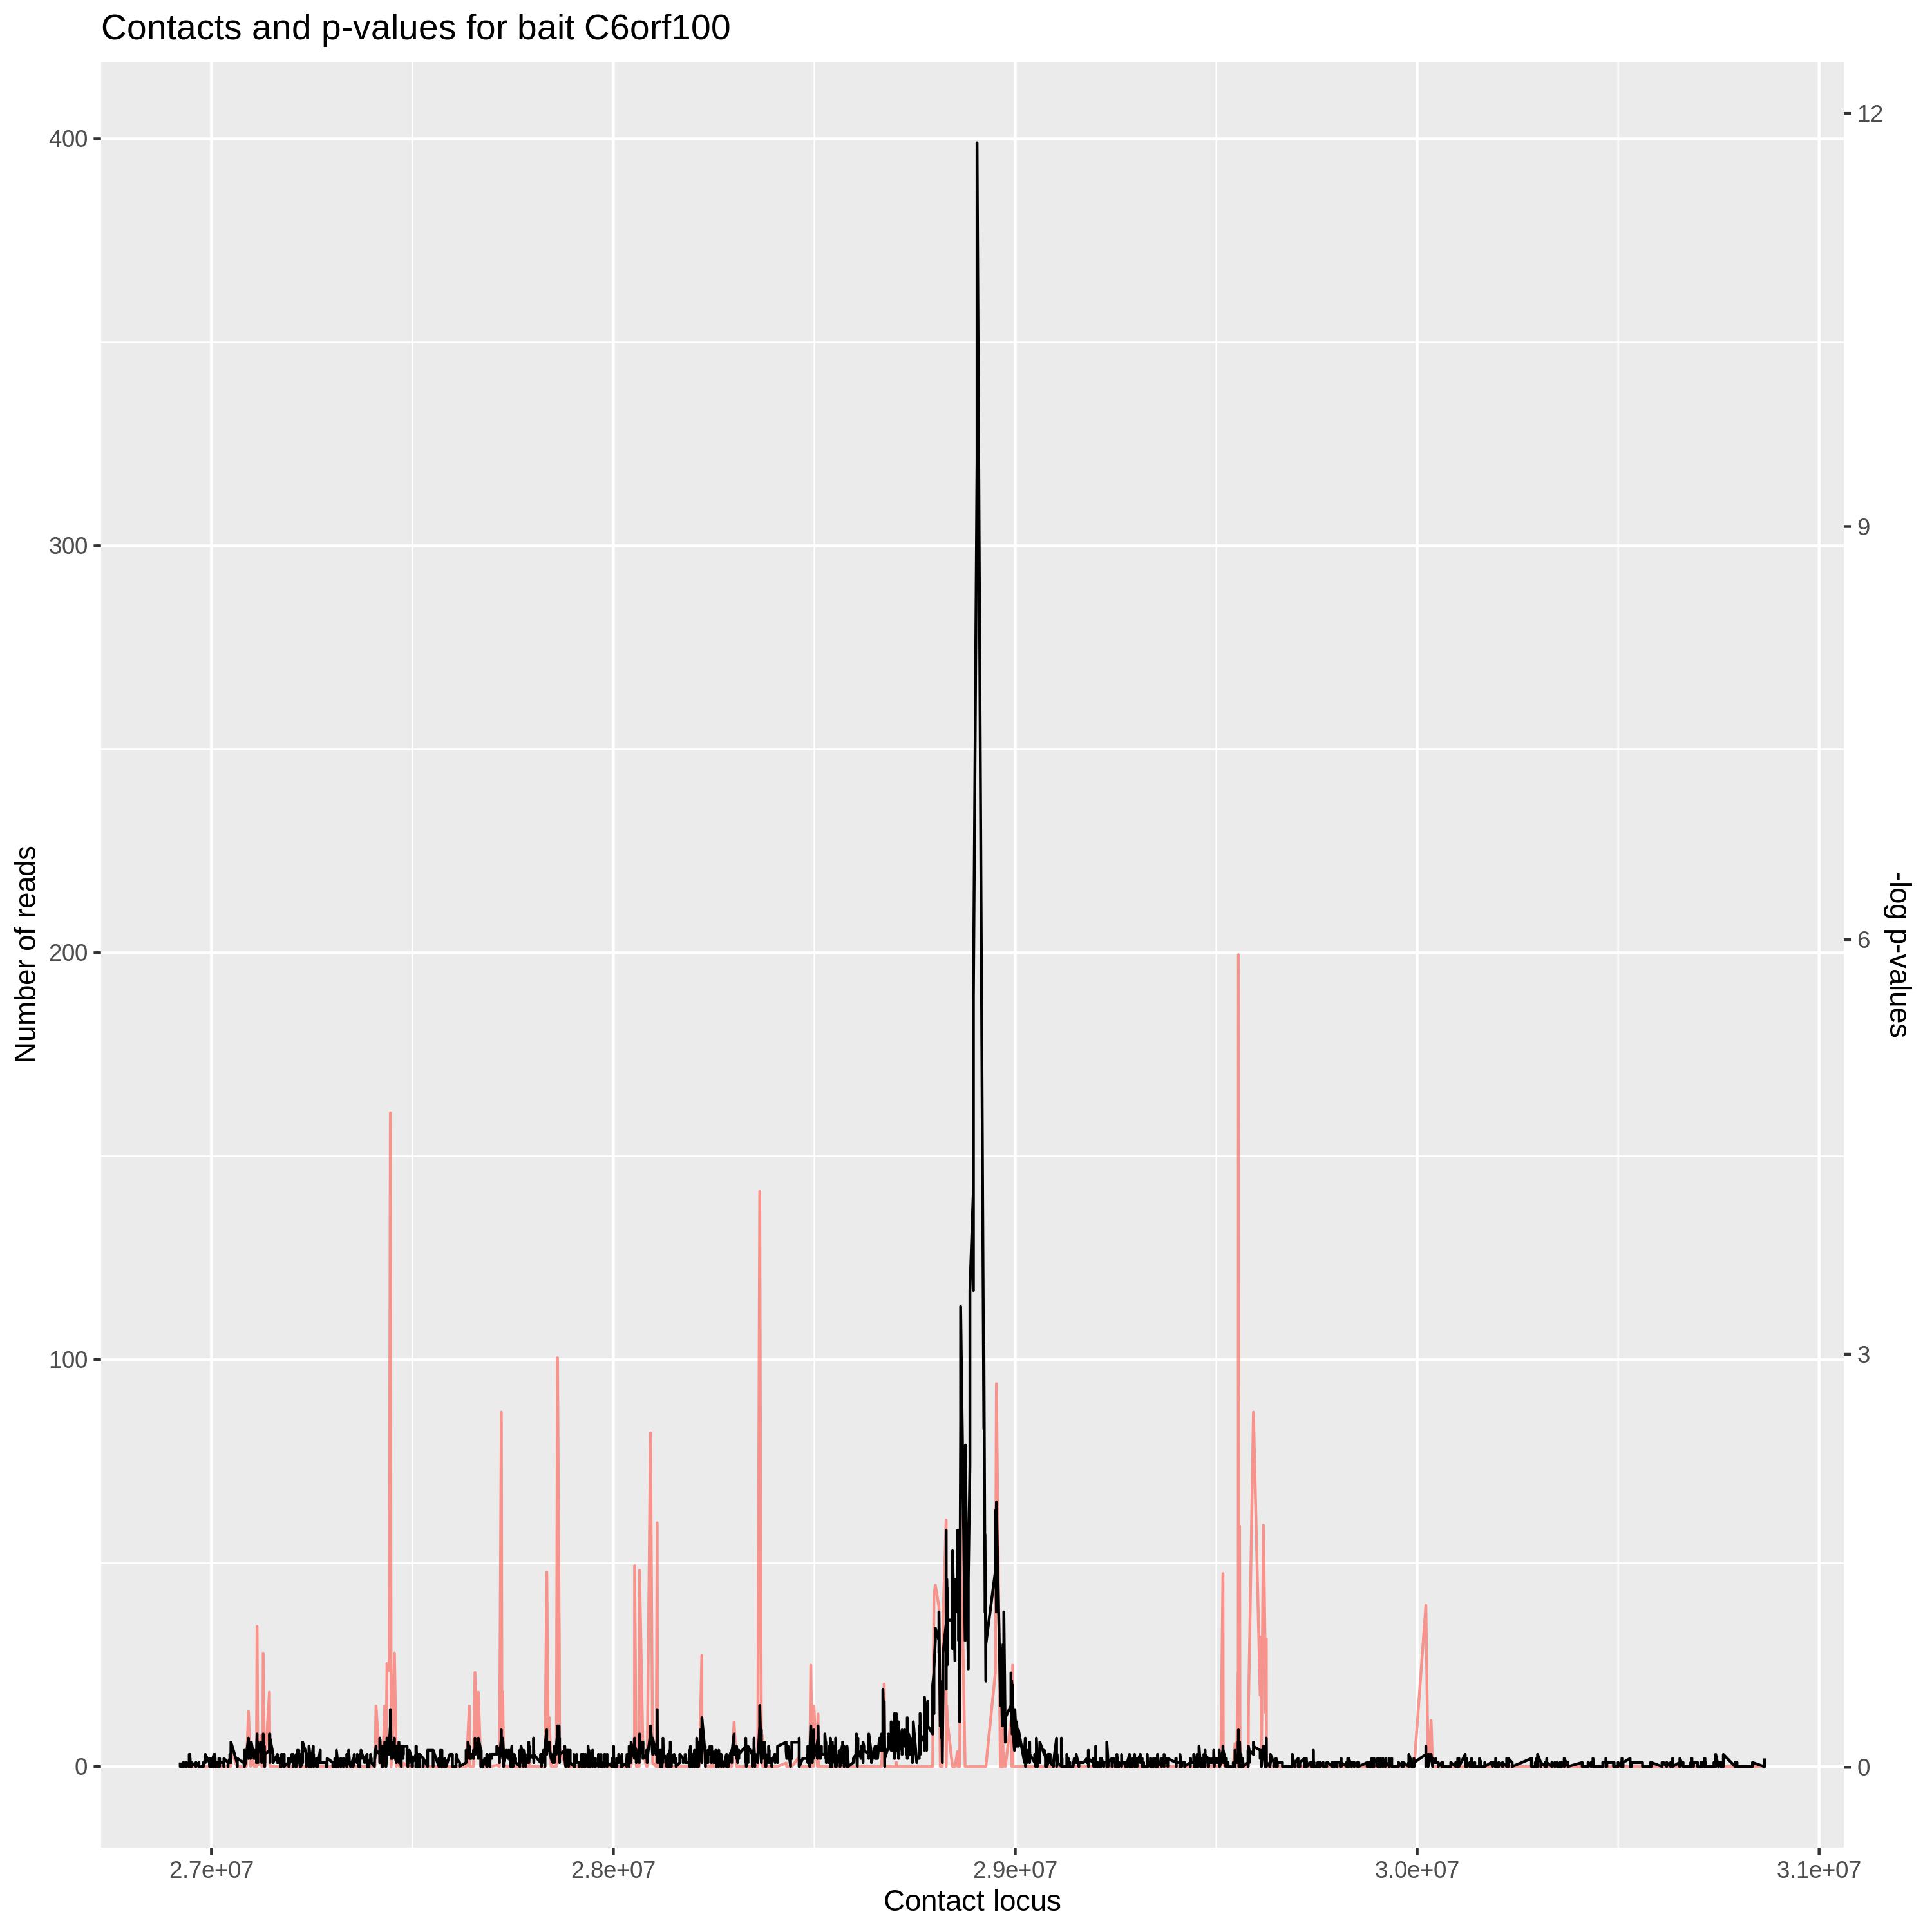 Contacts and p-values for bait C6orf100
400
300
200
100
0
Number of reads
12
9
6
3
0
-log p-values
2.7e+07
2.8e+07
2.9e+07
3.0e+07
3.1e+07
Contact locus